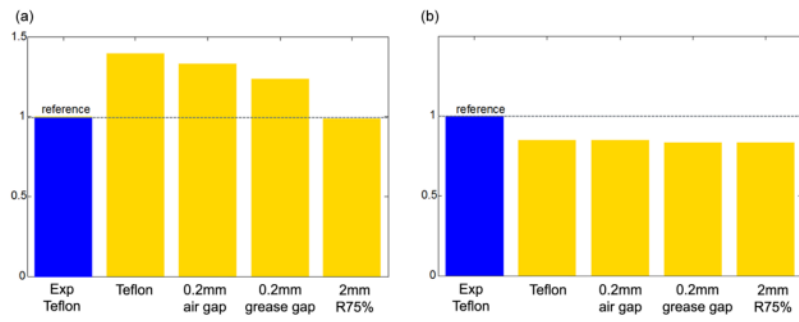 (a)
1.5
1
0.5
0
reference
Exp
Teflon
Teflon
0.2mm
air gap
0.2mm
grease gap
2mm
R75%
(b)
1
0.5
0
reference
Exp
Teflon
Teflon
0.2mm
air gap
0.2mm
grease gap
2mm
R75%